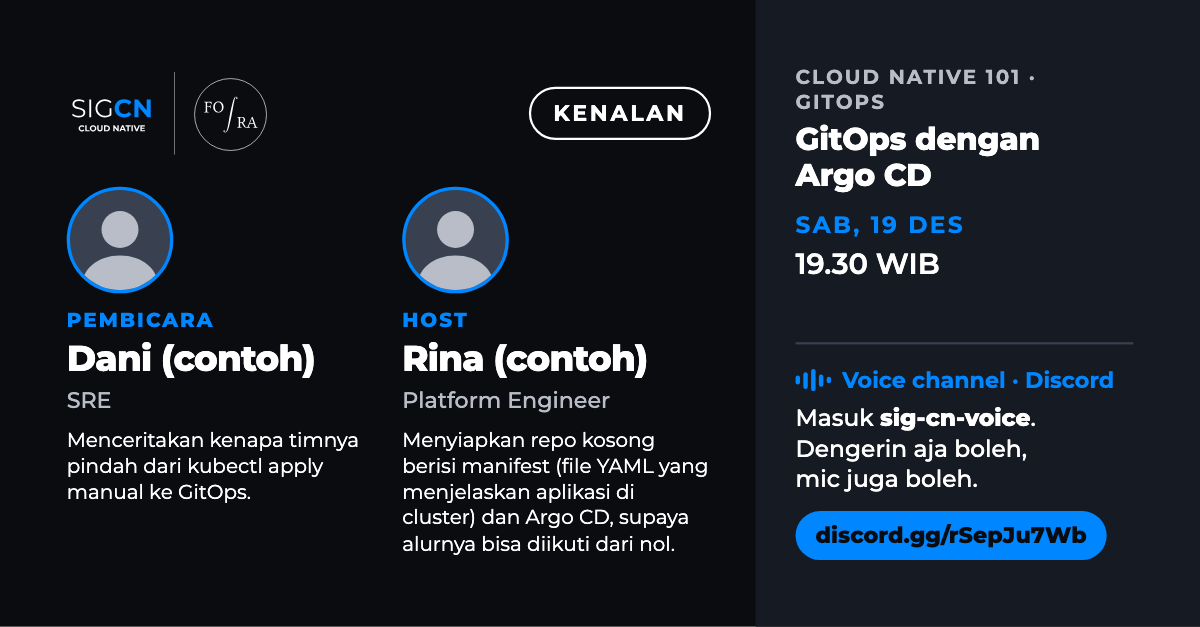 SIGCN
CLOUD NATIVE
FO
RA
KENALAN
PEMBICARA
Dani (contoh)
SRE
Menceritakan kenapa timnya
pindah dari kubectl apply
manual ke GitOps.
HOST
Rina (contoh)
Platform Engineer
Menyiapkan repo kosong
berisi manifest (file YAML yang
menjelaskan aplikasi di
cluster) dan Argo CD, supaya
alurnya bisa diikuti dari nol.
CLOUD NATIVE 101 ·
GITOPS
GitOps dengan
Argo CD
SAB, 19 DES
19.30 WIB
Voice channel · Discord
Masuk sig-cn-voice.
Dengerin aja boleh,
mic juga boleh.
discord.gg/rSepJu7Wb